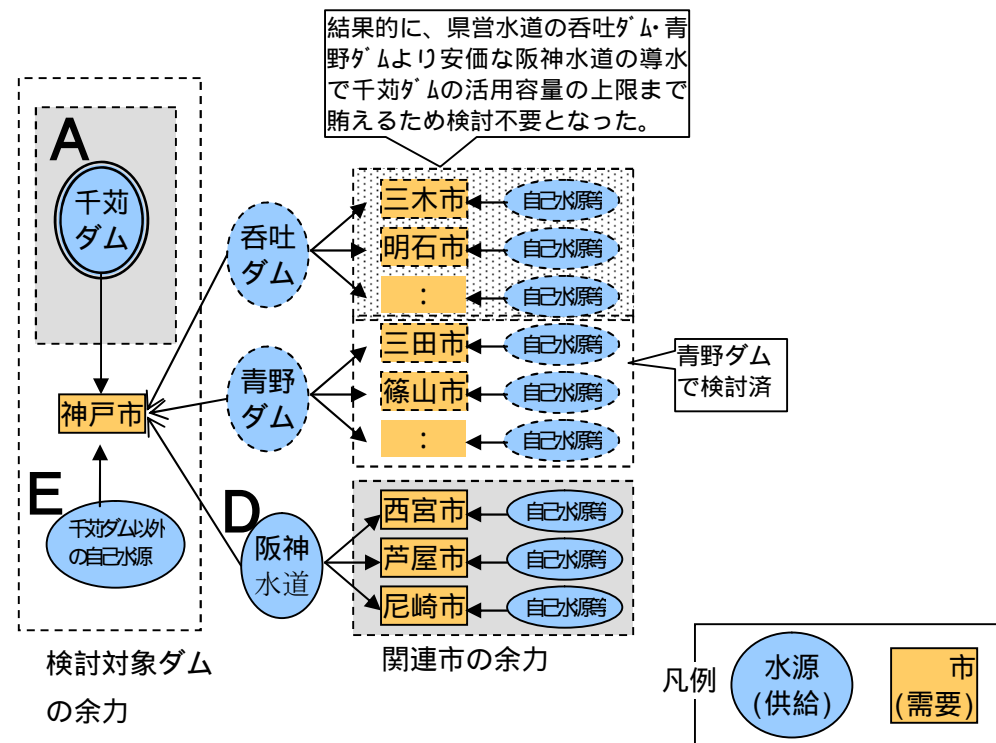 結果的に、県営水道の呑吐ダム・青
野ダムより安価な阪神水道の導水
で千苅ダムの活用容量の上限まで
賄えるため検討不要となった。
A
千苅
ダム
神戸市
E
千苅ダム以外
の自己水源
検討対象ダム
の余力
呑吐
ダム
青野
ダム
D
阪神
水道
三木市
自己水源等
明石市
自己水源等
:
自己水源等
三田市
自己水源等
篠山市
自己水源等
:
自己水源等
青野ダム
で検討済
西宮市
自己水源等
芦屋市
自己水源等
尼崎市
自己水源等
関連市の余力
凡例
水源
(供給)
市
(需要)